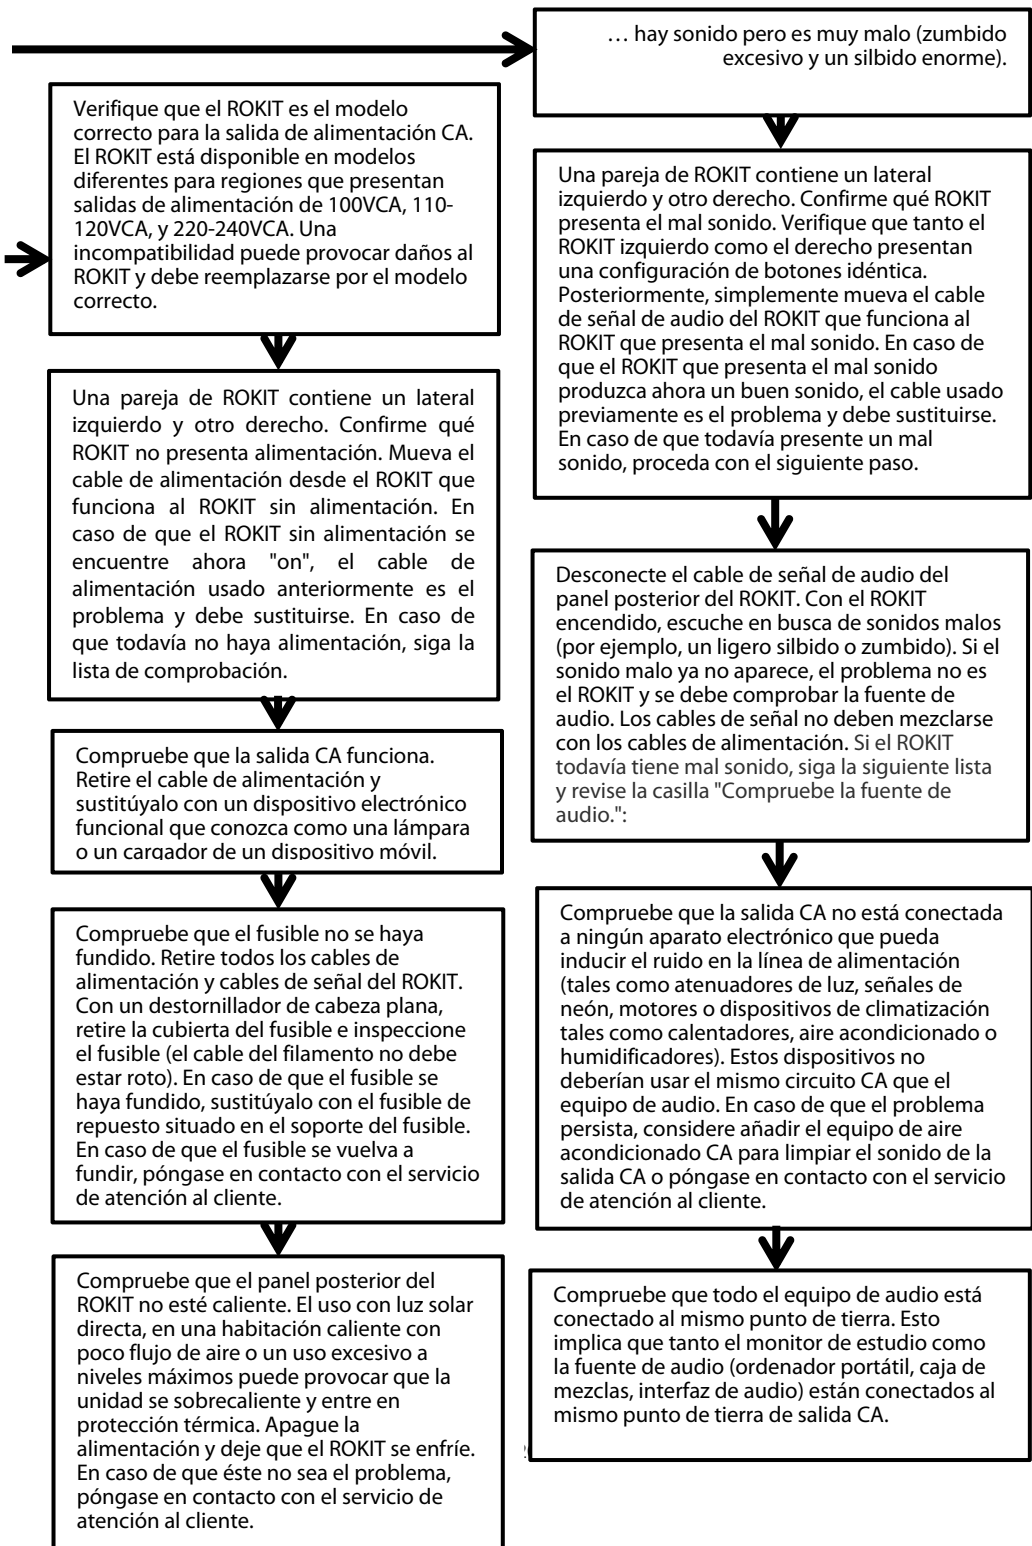 … hay sonido pero es muy malo (zumbido
excesivo y un silbido enorme).
Verifique que el ROKIT es el modelo
correcto para la salida de alimentación CA.
El ROKIT está disponible en modelos
diferentes para regiones que presentan
salidas de alimentación de 100VCA, 110-
120VCA, y 220-240VCA. Una
incompatibilidad puede provocar daños al
ROKIT y debe reemplazarse por el modelo
correcto.
Una pareja de ROKIT contiene un lateral
izquierdo y otro derecho. Confirme qué
ROKIT no presenta alimentación. Mueva el
cable de alimentación desde el ROKIT que
funciona al ROKIT sin alimentación. En
caso de que el ROKIT sin alimentación se
encuentre ahora "on", el cable de
alimentación usado anteriormente es el
problema y debe sustituirse. En caso de
que todavía no haya alimentación, siga la
lista de comprobación.
Compruebe que la salida CA funciona.
Retire el cable de alimentación y
sustitúyalo con un dispositivo electrónico
funcional que conozca como una lámpara
o un cargador de un dispositivo móvil.
Compruebe que el fusible no se haya
fundido. Retire todos los cables de
alimentación y cables de señal del ROKIT.
Con un destornillador de cabeza plana,
retire la cubierta del fusible e inspeccione
el fusible (el cable del filamento no debe
estar roto). En caso de que el fusible se
haya fundido, sustitúyalo con el fusible de
repuesto situado en el soporte del fusible.
En caso de que el fusible se vuelva a
fundir, póngase en contacto con el servicio
de atención al cliente.
Compruebe que el panel posterior del
ROKIT no esté caliente. El uso con luz solar
directa, en una habitación caliente con
poco flujo de aire o un uso excesivo a
niveles máximos puede provocar que la
unidad se sobrecaliente y entre en
protección térmica. Apague la
alimentación y deje que el ROKIT se enfríe.
En caso de que éste no sea el problema,
póngase en contacto con el servicio de
atención al cliente.
Una pareja de ROKIT contiene un lateral
izquierdo y otro derecho. Confirme qué ROKIT
presenta el mal sonido. Verifique que tanto el
ROKIT izquierdo como el derecho presentan
una configuración de botones idéntica.
Posteriormente, simplemente mueva el cable
de señal de audio del ROKIT que funciona al
ROKIT que presenta el mal sonido. En caso de
que el ROKIT que presenta el mal sonido
produzca ahora un buen sonido, el cable usado
previamente es el problema y debe sustituirse.
En caso de que todavía presente un mal
sonido, proceda con el siguiente paso.
Desconecte el cable de señal de audio del
panel posterior del ROKIT. Con el ROKIT
encendido, escuche en busca de sonidos malos
(por ejemplo, un ligero silbido o zumbido). Si el
sonido malo ya no aparece, el problema no es
el ROKIT y se debe comprobar la fuente de
audio. Los cables de señal no deben mezclarse
con los cables de alimentación. Si el ROKIT
todavía tiene mal sonido, siga la siguiente lista
y revise la casilla "Compruebe la fuente de
audio.":
Compruebe que la salida CA no está conectada
a ningún aparato electrónico que pueda
inducir el ruido en la línea de alimentación
(tales como atenuadores de luz, señales de
neón, motores o dispositivos de climatización
tales como calentadores, aire acondicionado o
humidificadores). Estos dispositivos no
deberían usar el mismo circuito CA que el
equipo de audio. En caso de que el problema
persista, considere añadir el equipo de aire
acondicionado CA para limpiar el sonido de la
salida CA o póngase en contacto con el servicio
de atención al cliente.
Compruebe que todo el equipo de audio está
conectado al mismo punto de tierra. Esto
implica que tanto el monitor de estudio como
la fuente de audio (ordenador portátil, caja de
mezclas, interfaz de audio) están conectados al
mismo punto de tierra de salida CA.